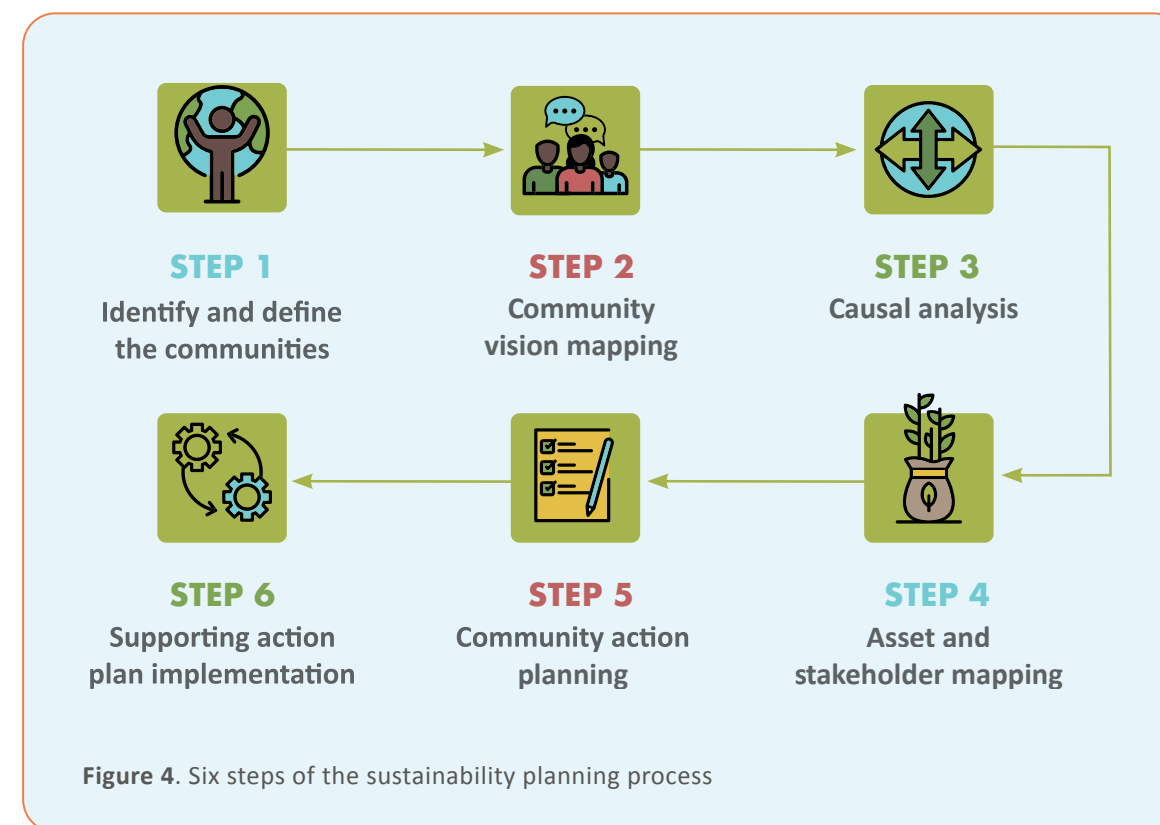 STEP 1
Identify and define
the communities
STEP 2
Community
vision mapping
STEP 3
Causal analysis
STEP 4
Asset and
stakeholder mapping
STEP 5
Community action
planning
STEP 6
Supporting action
plan implementation
Figure 4. Six steps of the sustainability planning process